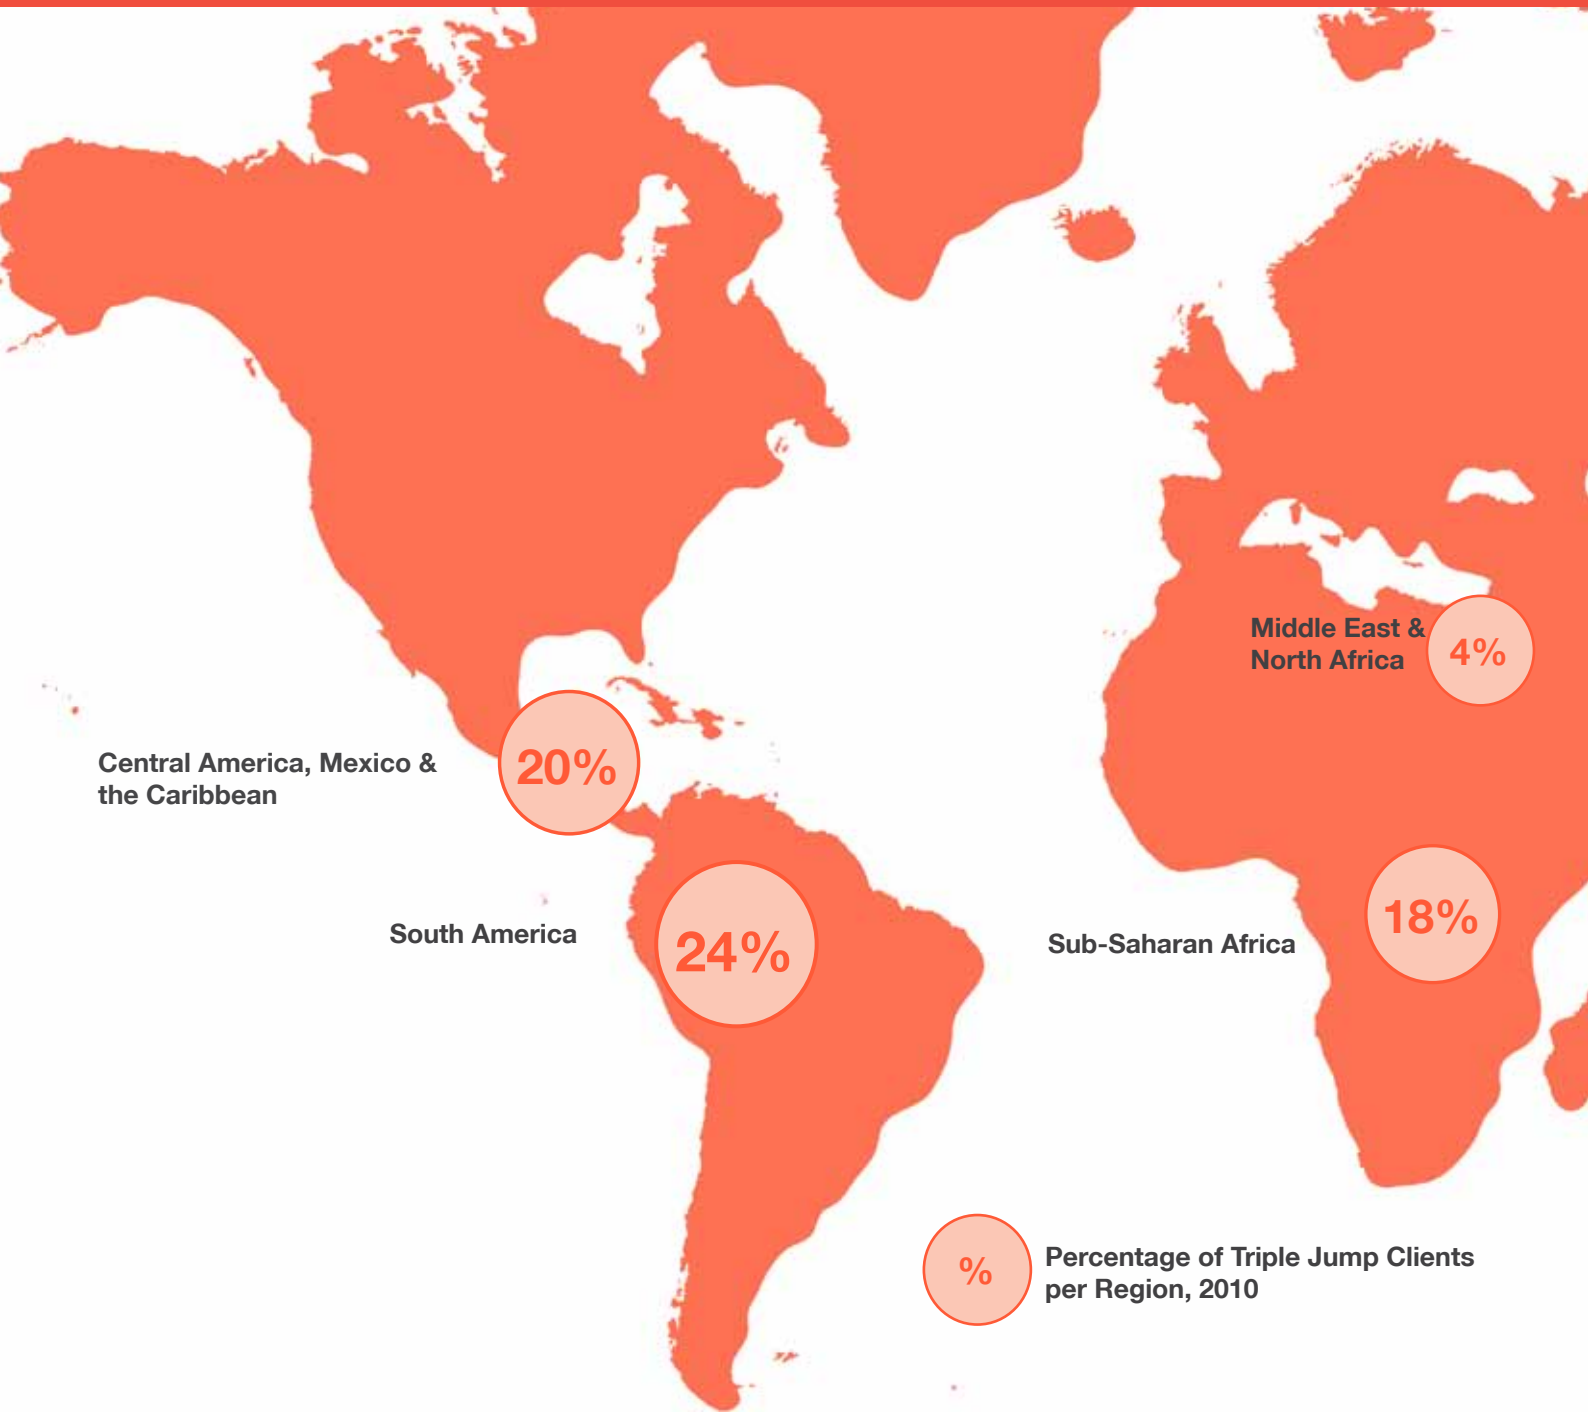 Middle East &
North Africa
4%
Central America, Mexico &
the Caribbean
20%
South America
24%
Sub-Saharan Africa
18%
%
Percentage of Triple Jump Clients
per Region, 2010